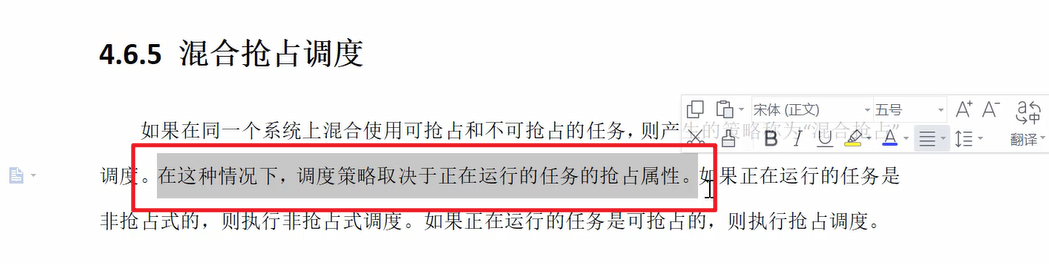 4.6.5 混合抢占调度
宋体 (正文) 五号 A+ A-
如果在同一个系统上混合使用可抢占和不可抢占的任务，则产生的策略称为“混合抢占”
B I U A 翻译
调度。在这种情况下，调度策略取决于正在运行的任务的抢占属性。如果正在运行的任务是
非抢占式的，则执行非抢占式调度。如果正在运行的任务是可抢占的，则执行抢占调度。